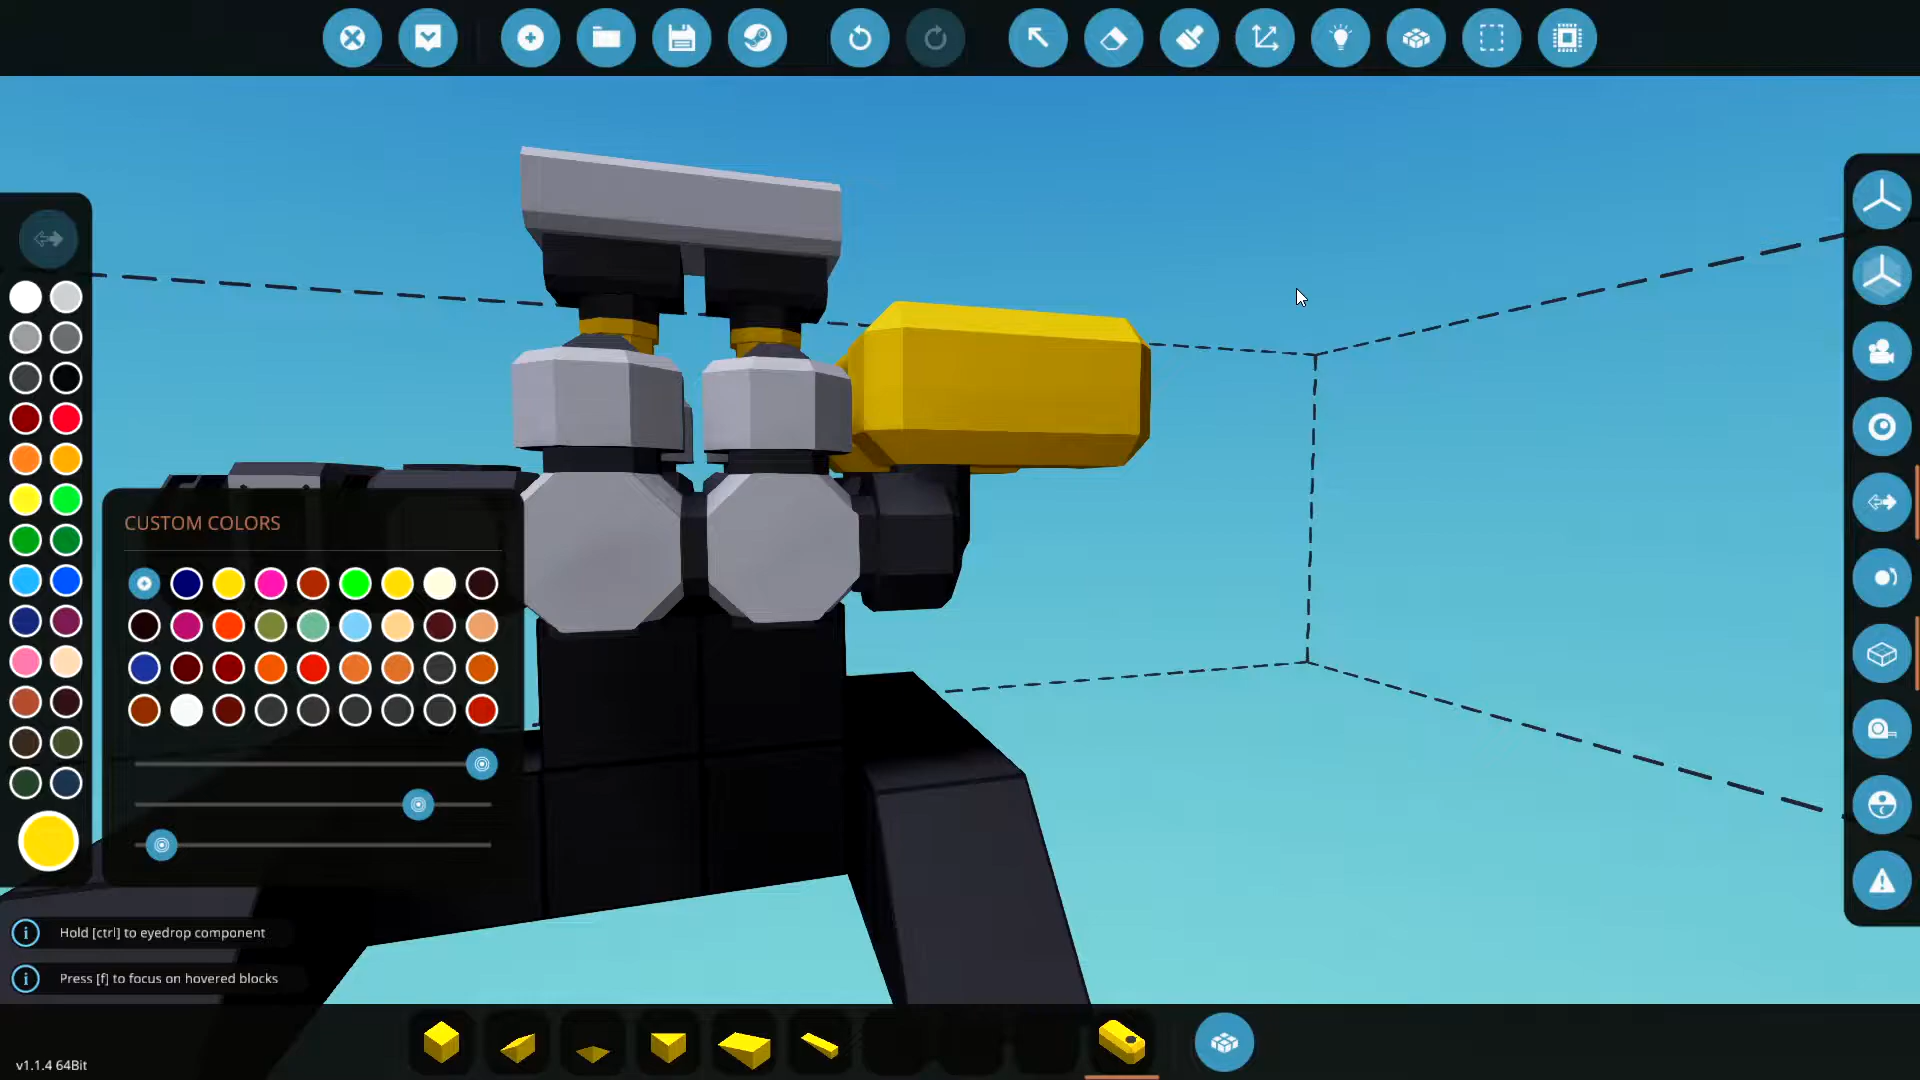 CUSTOM COLORS
Hold [ctrl] to eyedrop component
Press [f] to focus on hovered blocks
v1.1.4 64Bit